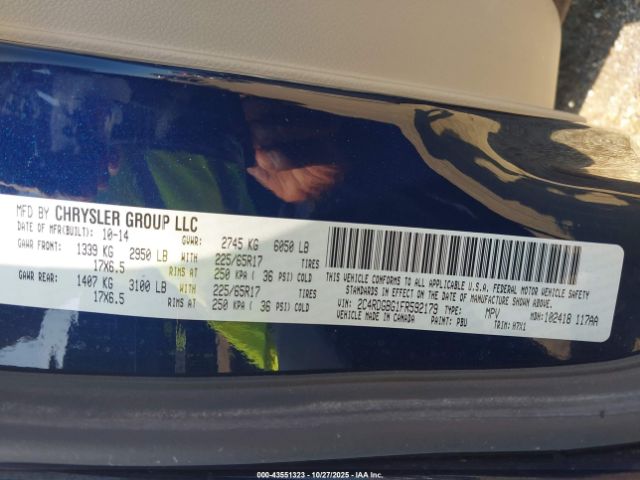 MFD BY CHRYSLER GROUP LLC
DATE OF MFR(BUILT): 10-14 GVWR: 2745 KG 6050 LB
GAWR FRONT: 1339 KG 2950 LB WITH 225/65R17 TIRES
17X6.5 RIMS AT 250 KPA ( 36 PSI) COLD
GAWR REAR: 1407 KG 3100 LB WITH 225/65R17 TIRES
17X6.5 RIMS AT 250 KPA ( 36 PSI) COLD
THIS VEHICLE CONFORMS TO ALL APPLICABLE U.S.A. FEDERAL MOTOR VEHICLE SAFETY
STANDARDS IN EFFECT ON THE DATE OF MANUFACTURE SHOWN ABOVE.
VIN: 2C4RDGBG1FR592179 TYPE: MPV MDH: 102418 117AA
VEHICLE MADE IN CANADA PAINT: PBU TRIM: H7X1
000-43551323 | 10/27/2025 | IAA Inc.